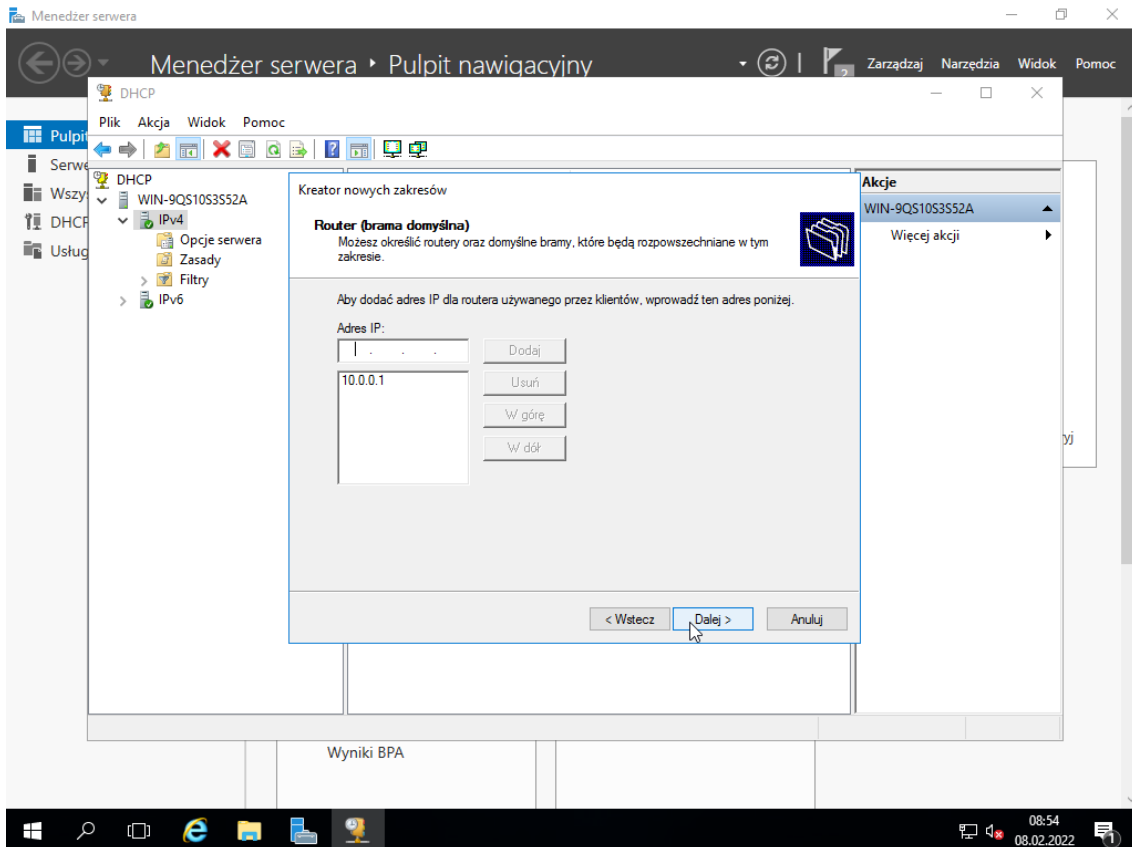 Menedżer serwera
Menedżer serwera ‣ Pulpit nawigacyjny
2
Zarządzaj Narzędzia Widok Pomoc
DHCP
Plik Akcja Widok Pomoc
Pulpit
Serwe
Wszys
DHCP
Usług
DHCP
WIN-9QS10S3S52A
IPv4
Opcje serwera
Zasady
Filtry
IPv6
Kreator nowych zakresów
Router (brama domyślna)
Możesz określić routery oraz domyślne bramy, które będą rozpowszechniane w tym
zakresie.
Aby dodać adres IP dla routera używanego przez klientów, wprowadź ten adres poniżej.
Adres IP:
. . .
Dodaj
10.0.0.1
Usuń
W górę
W dół
< Wstecz Dalej > Anuluj
Akcje
WIN-9QS10S3S52A
Więcej akcji
yj
Wyniki BPA
08:54
08.02.2022
1